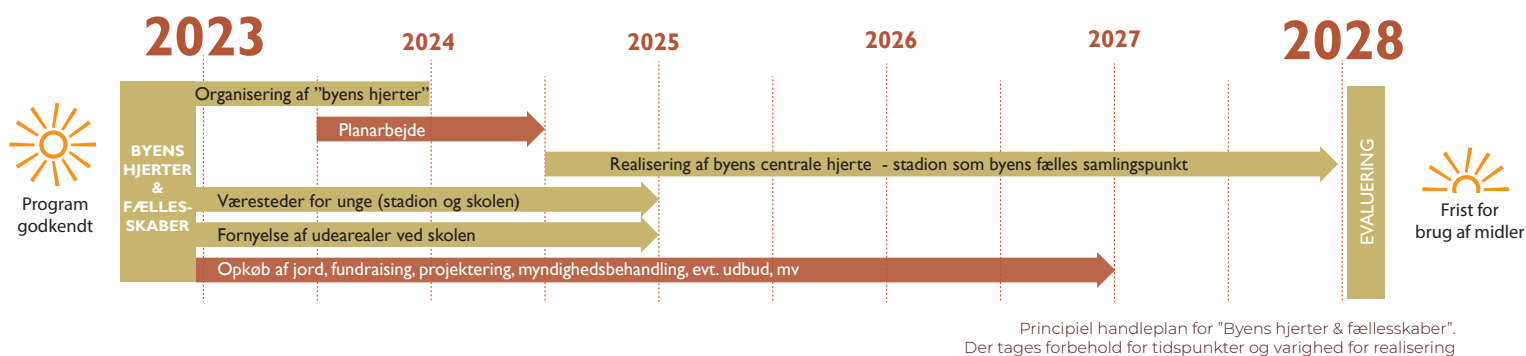 2023
2024
2025
2026
2027
2028
Program
godkendt
BYENS
HJERTER
&
FÆLLES-
SKABER
Organisering af ”byens hjerter”
Planarbejde
Realisering af byens centrale hjerte - stadion som byens fælles samlingspunkt
Væresteder for unge (stadion og skolen)
Fornyelse af udearealer ved skolen
Opkøb af jord, fundraising, projektering, myndighedsbehandling, evt. udbud, mv
EVALUERING
Frist for
brug af midler
Principiel handleplan for ”Byens hjerter & fællesskaber”.
Der tages forbehold for tidspunkter og varighed for realisering